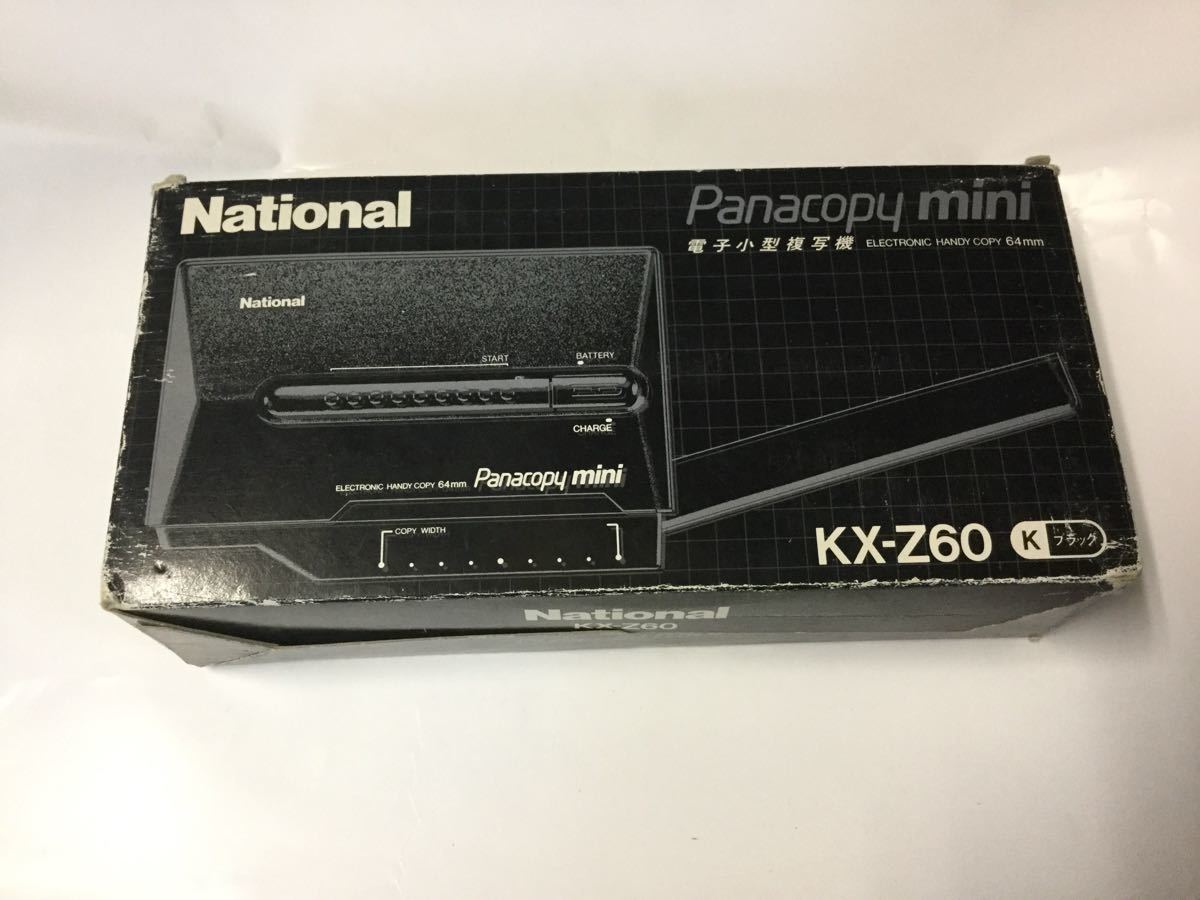 National
Panacopy mini
電子小型複写機 ELECTRONIC HANDY COPY 64mm
National
START
BATTERY
CHARGE
ELECTRONIC HANDY COPY 64mm Panacopy mini
COPY WIDTH
KX-Z60 K ブラック
National
KX-Z60